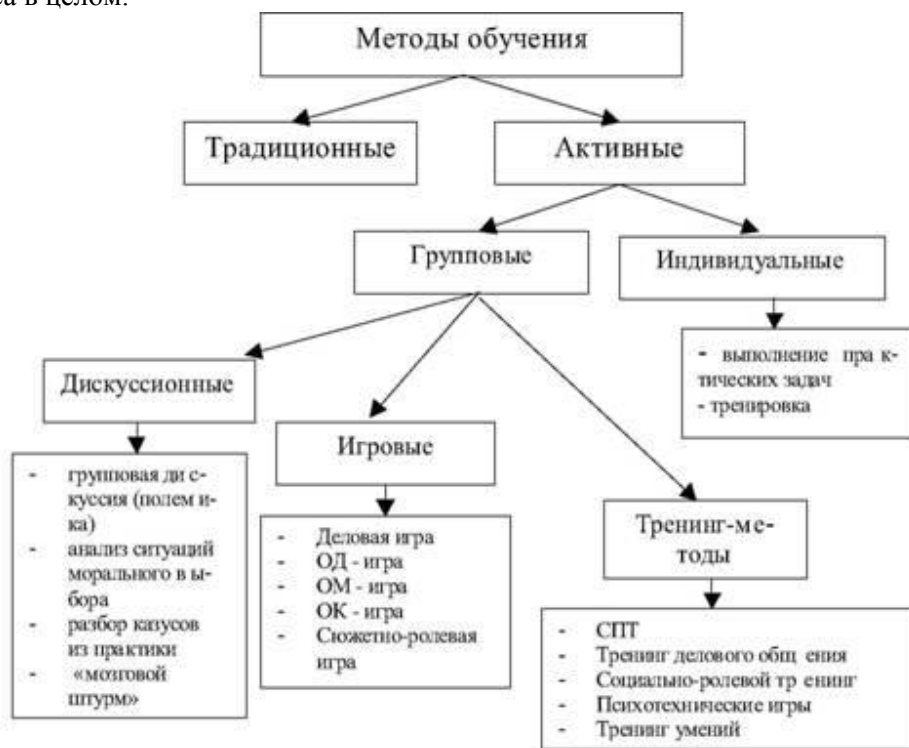 са в целом.
Методы обучения
Традиционные
Активные
Групповые
Индивидуальные
- выполнение пра к-
тических задач
- тренировка
Дискуссионные
Игровые
Тренинг-ме-
тоды
- групповая ди с-
куссия (полем и-
ка)
- анализ ситуаций
морального в ы-
бора
- разбор казусов
из практики
- «мозговой
штурм»
- Деловая игра
- ОД - игра
- ОМ - игра
- ОК - игра
- Сюжетно-ролевая
игра
- СПТ
- Тренинг делового общ ения
- Социально-ролевой тр енинг
- Психотехнические игры
- Тренинг умений